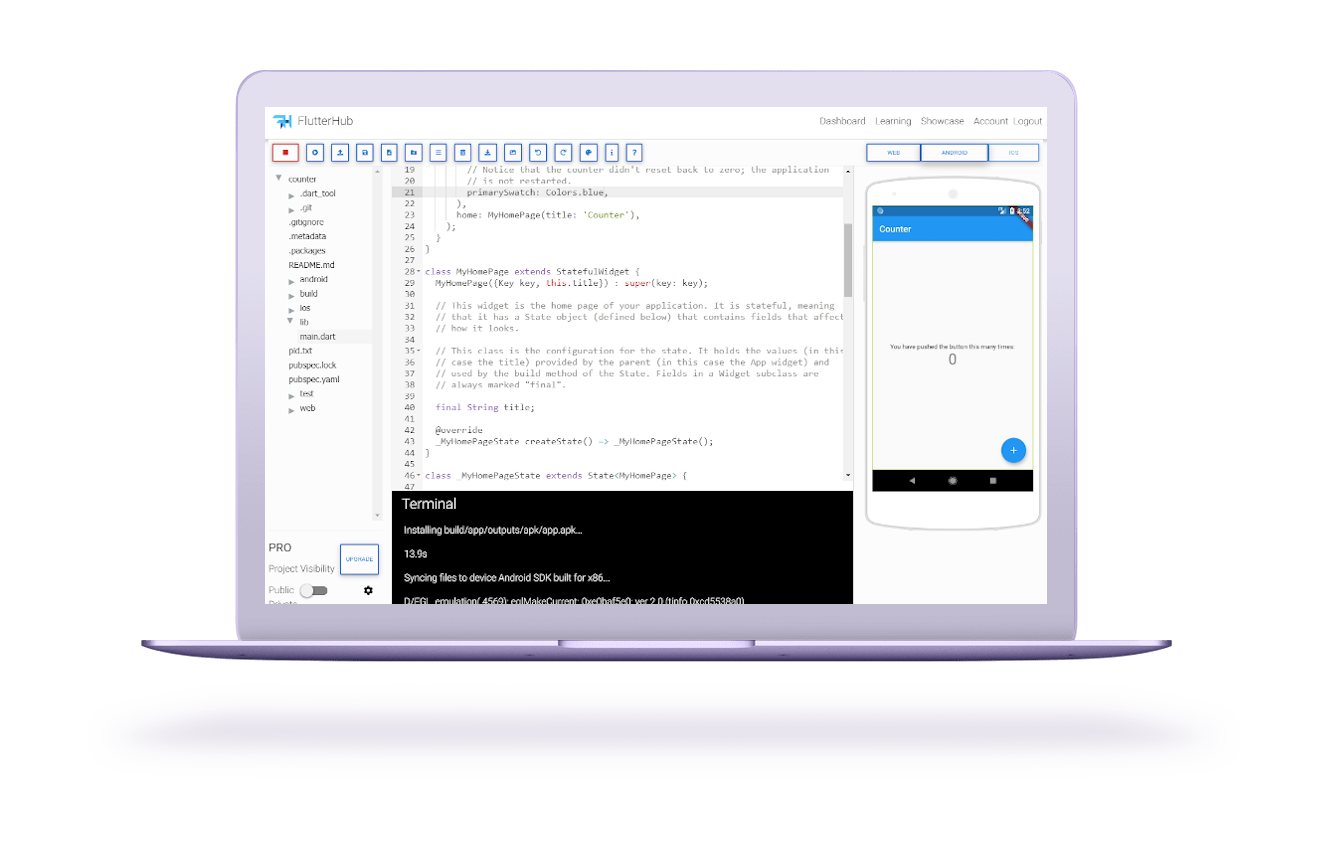 FlutterHub
Dashboard Learning Showcase Account Logout
WEB ANDROID IOS
counter
.dart_tool
.git
.gitignore
.metadata
.packages
README.md
android
build
ios
lib
main.dart
pid.txt
pubspec.lock
pubspec.yaml
test
web
PRO
UPGRADE
Project Visibility
Public
Private
19 // Notice that the counter didn't reset back to zero; the application
20 // is not restarted.
21 primarySwatch: Colors.blue,
22 ),
23 home: MyHomePage(title: 'Counter'),
24 );
25 }
26 }
27
28 class MyHomePage extends StatefulWidget {
29 MyHomePage({Key key, this.title}) : super(key: key);
30
31 // This widget is the home page of your application. It is stateful, meaning
32 // that it has a State object (defined below) that contains fields that affect
33 // how it looks.
34
35 // This class is the configuration for the state. It holds the values (in this
36 // case the title) provided by the parent (in this case the App widget) and
37 // used by the build method of the State. Fields in a Widget subclass are
38 // always marked "final".
39
40 final String title;
41
42 @override
43 _MyHomePageState createState() => _MyHomePageState();
44 }
45
46 class _MyHomePageState extends State<MyHomePage> {
47
Terminal
Installing build/app/outputs/apk/app.apk...
13.9s
Syncing files to device Android SDK built for x86...
D/EGL_emulation( 4569): eglMakeCurrent: 0xe0baf5e0: ver 2 0 (tinfo 0xcd5538a0)
Counter
You have pushed the button this many times:
0
+